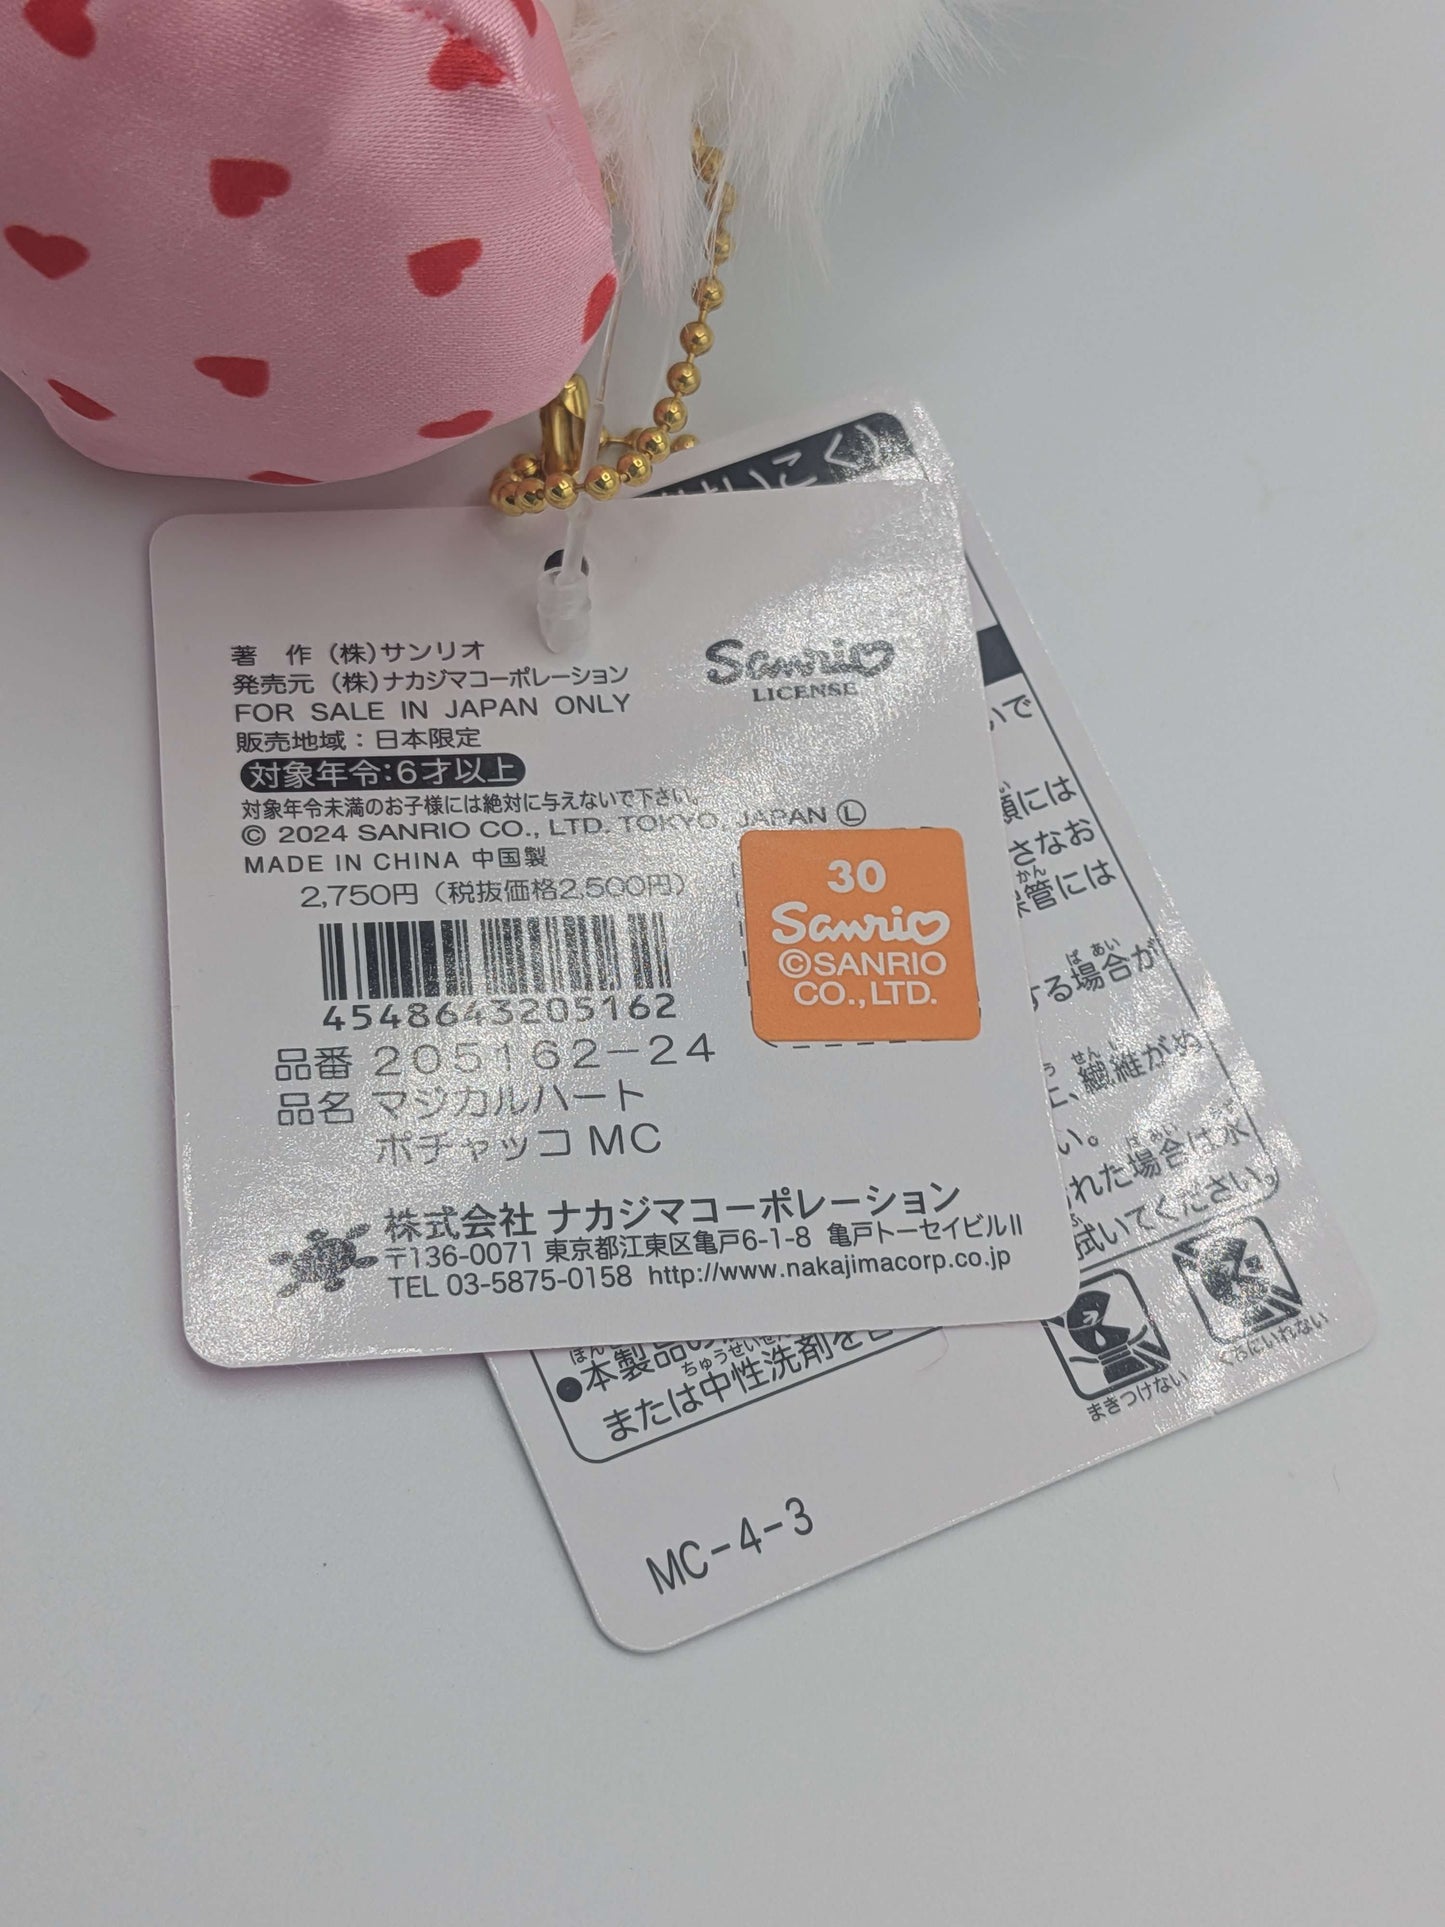 著 作 (株)サンリオ
発売元 (株)ナカジマコーポレーション
FOR SALE IN JAPAN ONLY
販売地域：日本限定
対象年令:6才以上
対象年令未満のお子様には絶対に与えないで下さい。
© 2024 SANRIO CO., LTD. TOKYO, JAPAN Ⓛ
MADE IN CHINA 中国製
2,750円 (税抜価格2,500円)
4548643205162
品番 205162-24
品名 マジカルハート
ポチャッコ MC
株式会社 ナカジマコーポレーション
〒136-0071 東京都江東区亀戸6-1-8 亀戸トーセイビルII
TEL 03-5875-0158 http://www.nakajimacorp.co.jp
Sanrio
LICENSE
30
Sanrio
©SANRIO
CO., LTD.
いで
には
さなお
管には
する場合が
繊維がめ
い。
れた場合は水
拭いてください。
●本製品の
または中性洗剤を
まきつけない
くちにいれない
MC-4-3